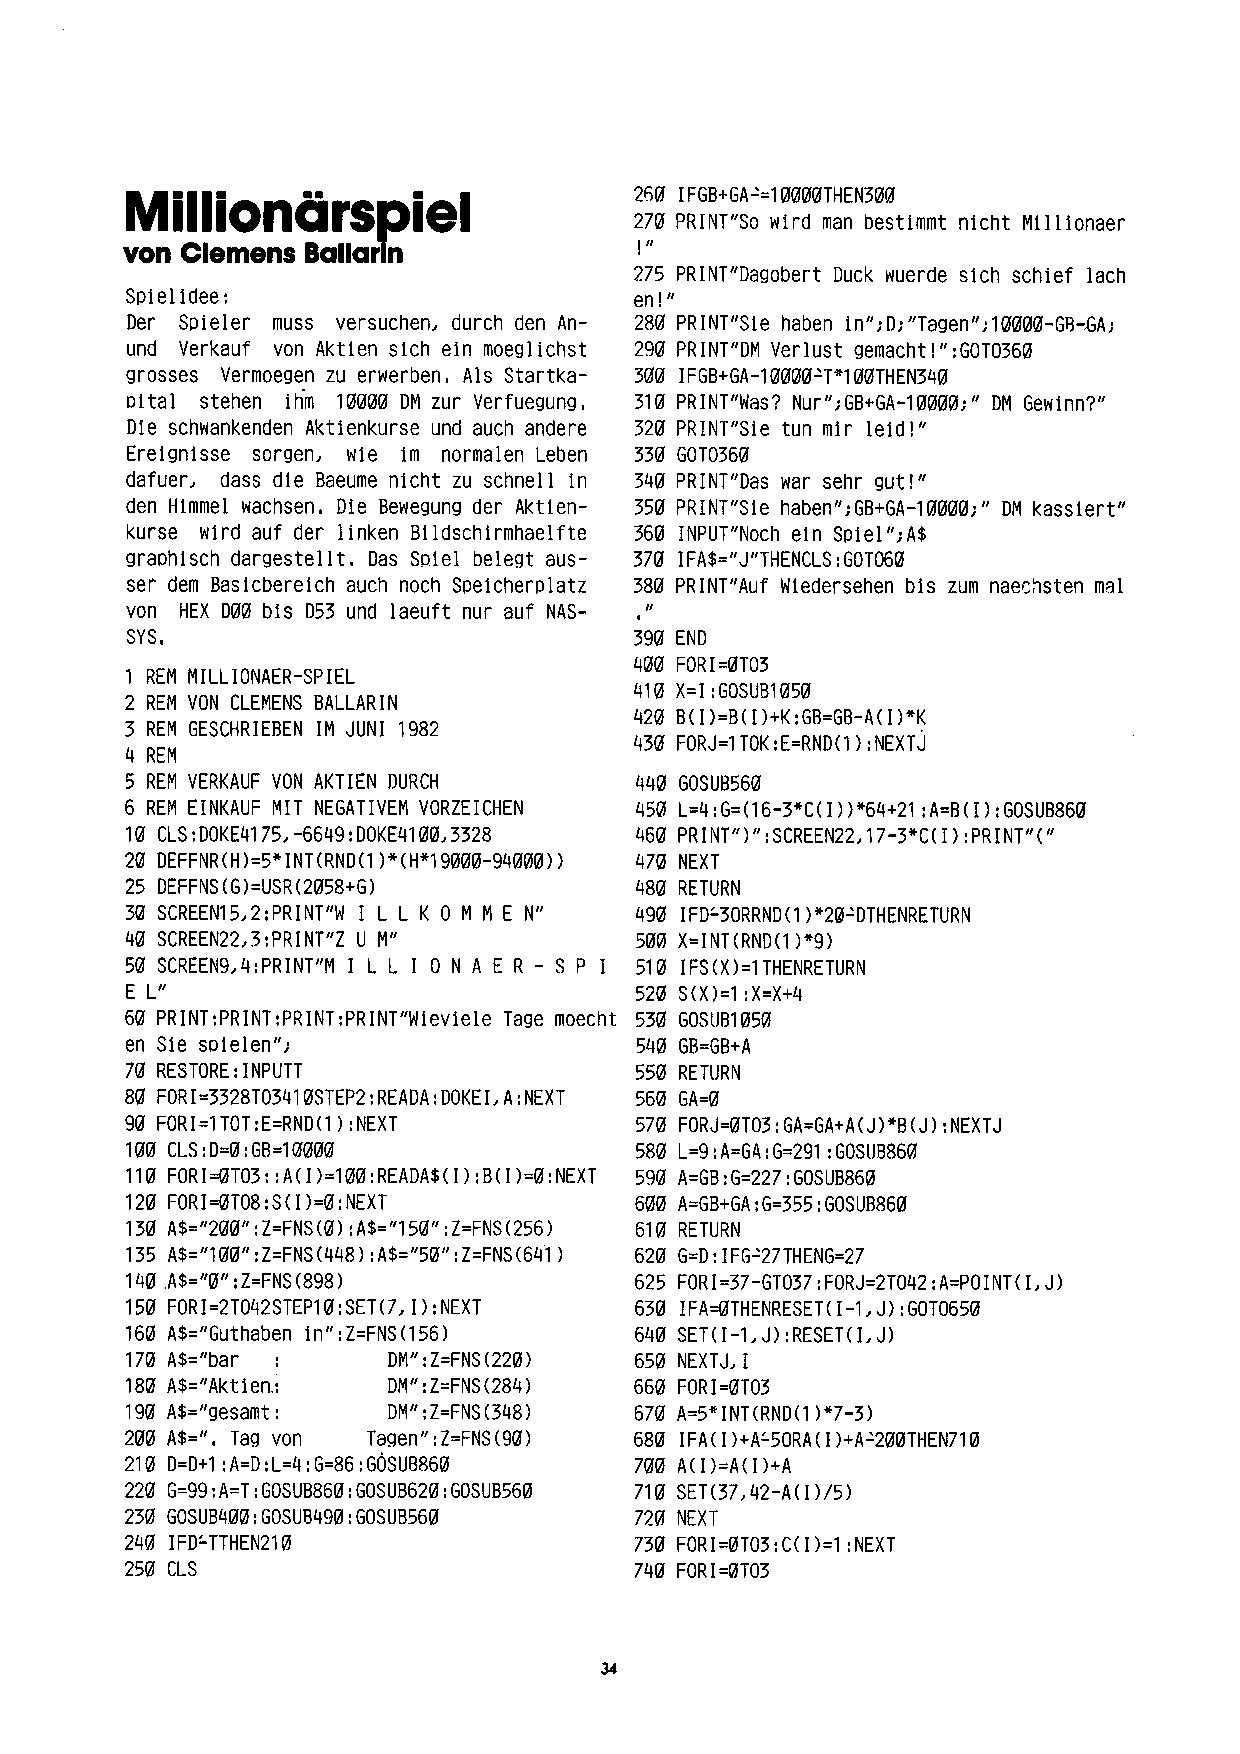 Millionärspiel
von Clemens Ballarin
Spielidee:
Der Spieler muss versuchen, durch den An-
und Verkauf von Aktien sich ein moeglichst
grosses Vermoegen zu erwerben. Als Startka-
pital stehen ihm 10000 DM zur Verfuegung.
Die schwankenden Aktienkurse und auch andere
Ereignisse sorgen, wie im normalen Leben
dafuer, dass die Baeume nicht zu schnell in
den Himmel wachsen. Die Bewegung der Aktien-
kurse wird auf der linken Bildschirmhaelfte
graphisch dargestellt. Das Spiel belegt aus-
ser dem Basicbereich auch noch Speicherplatz
von HEX D00 bis D53 und laeuft nur auf NAS-
SYS.
1 REM MILLIONAER-SPIEL
2 REM VON CLEMENS BALLARIN
3 REM GESCHRIEBEN IM JUNI 1982
4 REM
5 REM VERKAUF VON AKTIEN DURCH
6 REM EINKAUF MIT NEGATIVEM VORZEICHEN
10 CLS:DOKE4175,-6649:DOKE4100,3328
20 DEFFNR(H)=5*INT(RND(1)*(H*19000-94000))
25 DEFFNS(G)=USR(2058+G)
30 SCREEN15,2:PRINT"W I L L K O M M E N"
40 SCREEN22,3:PRINT"Z U M"
50 SCREEN9,4:PRINT"M I L L I O N A E R - S P I
E L"
60 PRINT:PRINT:PRINT:PRINT"Wieviele Tage moecht
en Sie spielen";
70 RESTORE:INPUTT
80 FORI=3328TO3410STEP2:READA:DOKEI,A:NEXT
90 FORI=1TOT:E=RND(1):NEXT
100 CLS:D=0:GB=10000
110 FORI=0TO3::A(I)=100:READA$(I):B(I)=0:NEXT
120 FORI=0TO8:S(I)=0:NEXT
130 A$="200":Z=FNS(0):A$="150":Z=FNS(256)
135 A$="100":Z=FNS(448):A$="50":Z=FNS(641)
140 A$="0":Z=FNS(898)
150 FORI=2TO42STEP10:SET(7,I):NEXT
160 A$="Guthaben in":Z=FNS(156)
170 A$="bar   :          DM":Z=FNS(220)
180 A$="Aktien:          DM":Z=FNS(284)
190 A$="gesamt:          DM":Z=FNS(348)
200 A$=". Tag von      Tagen":Z=FNS(90)
210 D=D+1:A=D:L=4:G=86:GOSUB860
220 G=99:A=T:GOSUB860:GOSUB620:GOSUB560
230 GOSUB400:GOSUB490:GOSUB560
240 IFD-TTHEN210
250 CLS
260 IFGB+GA-=10000THEN300
270 PRINT"So wird man bestimmt nicht Millionaer
!"
275 PRINT"Dagobert Duck wuerde sich schief lach
en!"
280 PRINT"Sie haben in";D;"Tagen";10000-GB-GA;
290 PRINT"DM Verlust gemacht!":GOTO360
300 IFGB+GA-10000-T*100THEN340
310 PRINT"Was? Nur";GB+GA-10000;" DM Gewinn?"
320 PRINT"Sie tun mir leid!"
330 GOTO360
340 PRINT"Das war sehr gut!"
350 PRINT"Sie haben";GB+GA-10000;" DM kassiert"
360 INPUT"Noch ein Spiel";A$
370 IFA$="J"THENCLS:GOTO60
380 PRINT"Auf Wiedersehen bis zum naechsten mal
."
390 END
400 FORI=0TO3
410 X=I:GOSUB1050
420 B(I)=B(I)+K:GB=GB-A(I)*K
430 FORJ=1TOK:E=RND(1):NEXTJ
440 GOSUB560
450 L=4:G=(16-3*C(I))*64+21:A=B(I):GOSUB860
460 PRINT")":SCREEN22,17-3*C(I):PRINT"("
470 NEXT
480 RETURN
490 IFD-3ORRND(1)*20-DTHENRETURN
500 X=INT(RND(1)*9)
510 IFS(X)=1THENRETURN
520 S(X)=1:X=X+4
530 GOSUB1050
540 GB=GB+A
550 RETURN
560 GA=0
570 FORJ=0TO3:GA=GA+A(J)*B(J):NEXTJ
580 L=9:A=GA:G=291:GOSUB860
590 A=GB:G=227:GOSUB860
600 A=GB+GA:G=355:GOSUB860
610 RETURN
620 G=D:IFG-27THENG=27
625 FORI=37-GTO37:FORJ=2TO42:A=POINT(I,J)
630 IFA=0THENRESET(I-1,J):GOTO650
640 SET(I-1,J):RESET(I,J)
650 NEXTJ,I
660 FORI=0TO3
670 A=5*INT(RND(1)*7-3)
680 IFA(I)+A-5ORA(I)+A-200THEN710
700 A(I)=A(I)+A
710 SET(37,42-A(I)/5)
720 NEXT
730 FORI=0TO3:C(I)=1:NEXT
740 FORI=0TO3
34